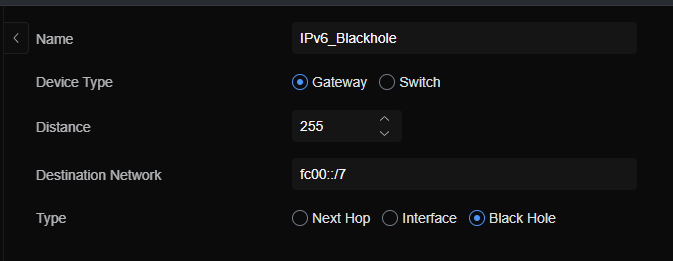 Name IPv6_Blackhole
Device Type Gateway Switch
Distance 255
Destination Network fc00::/7
Type Next Hop Interface Black Hole